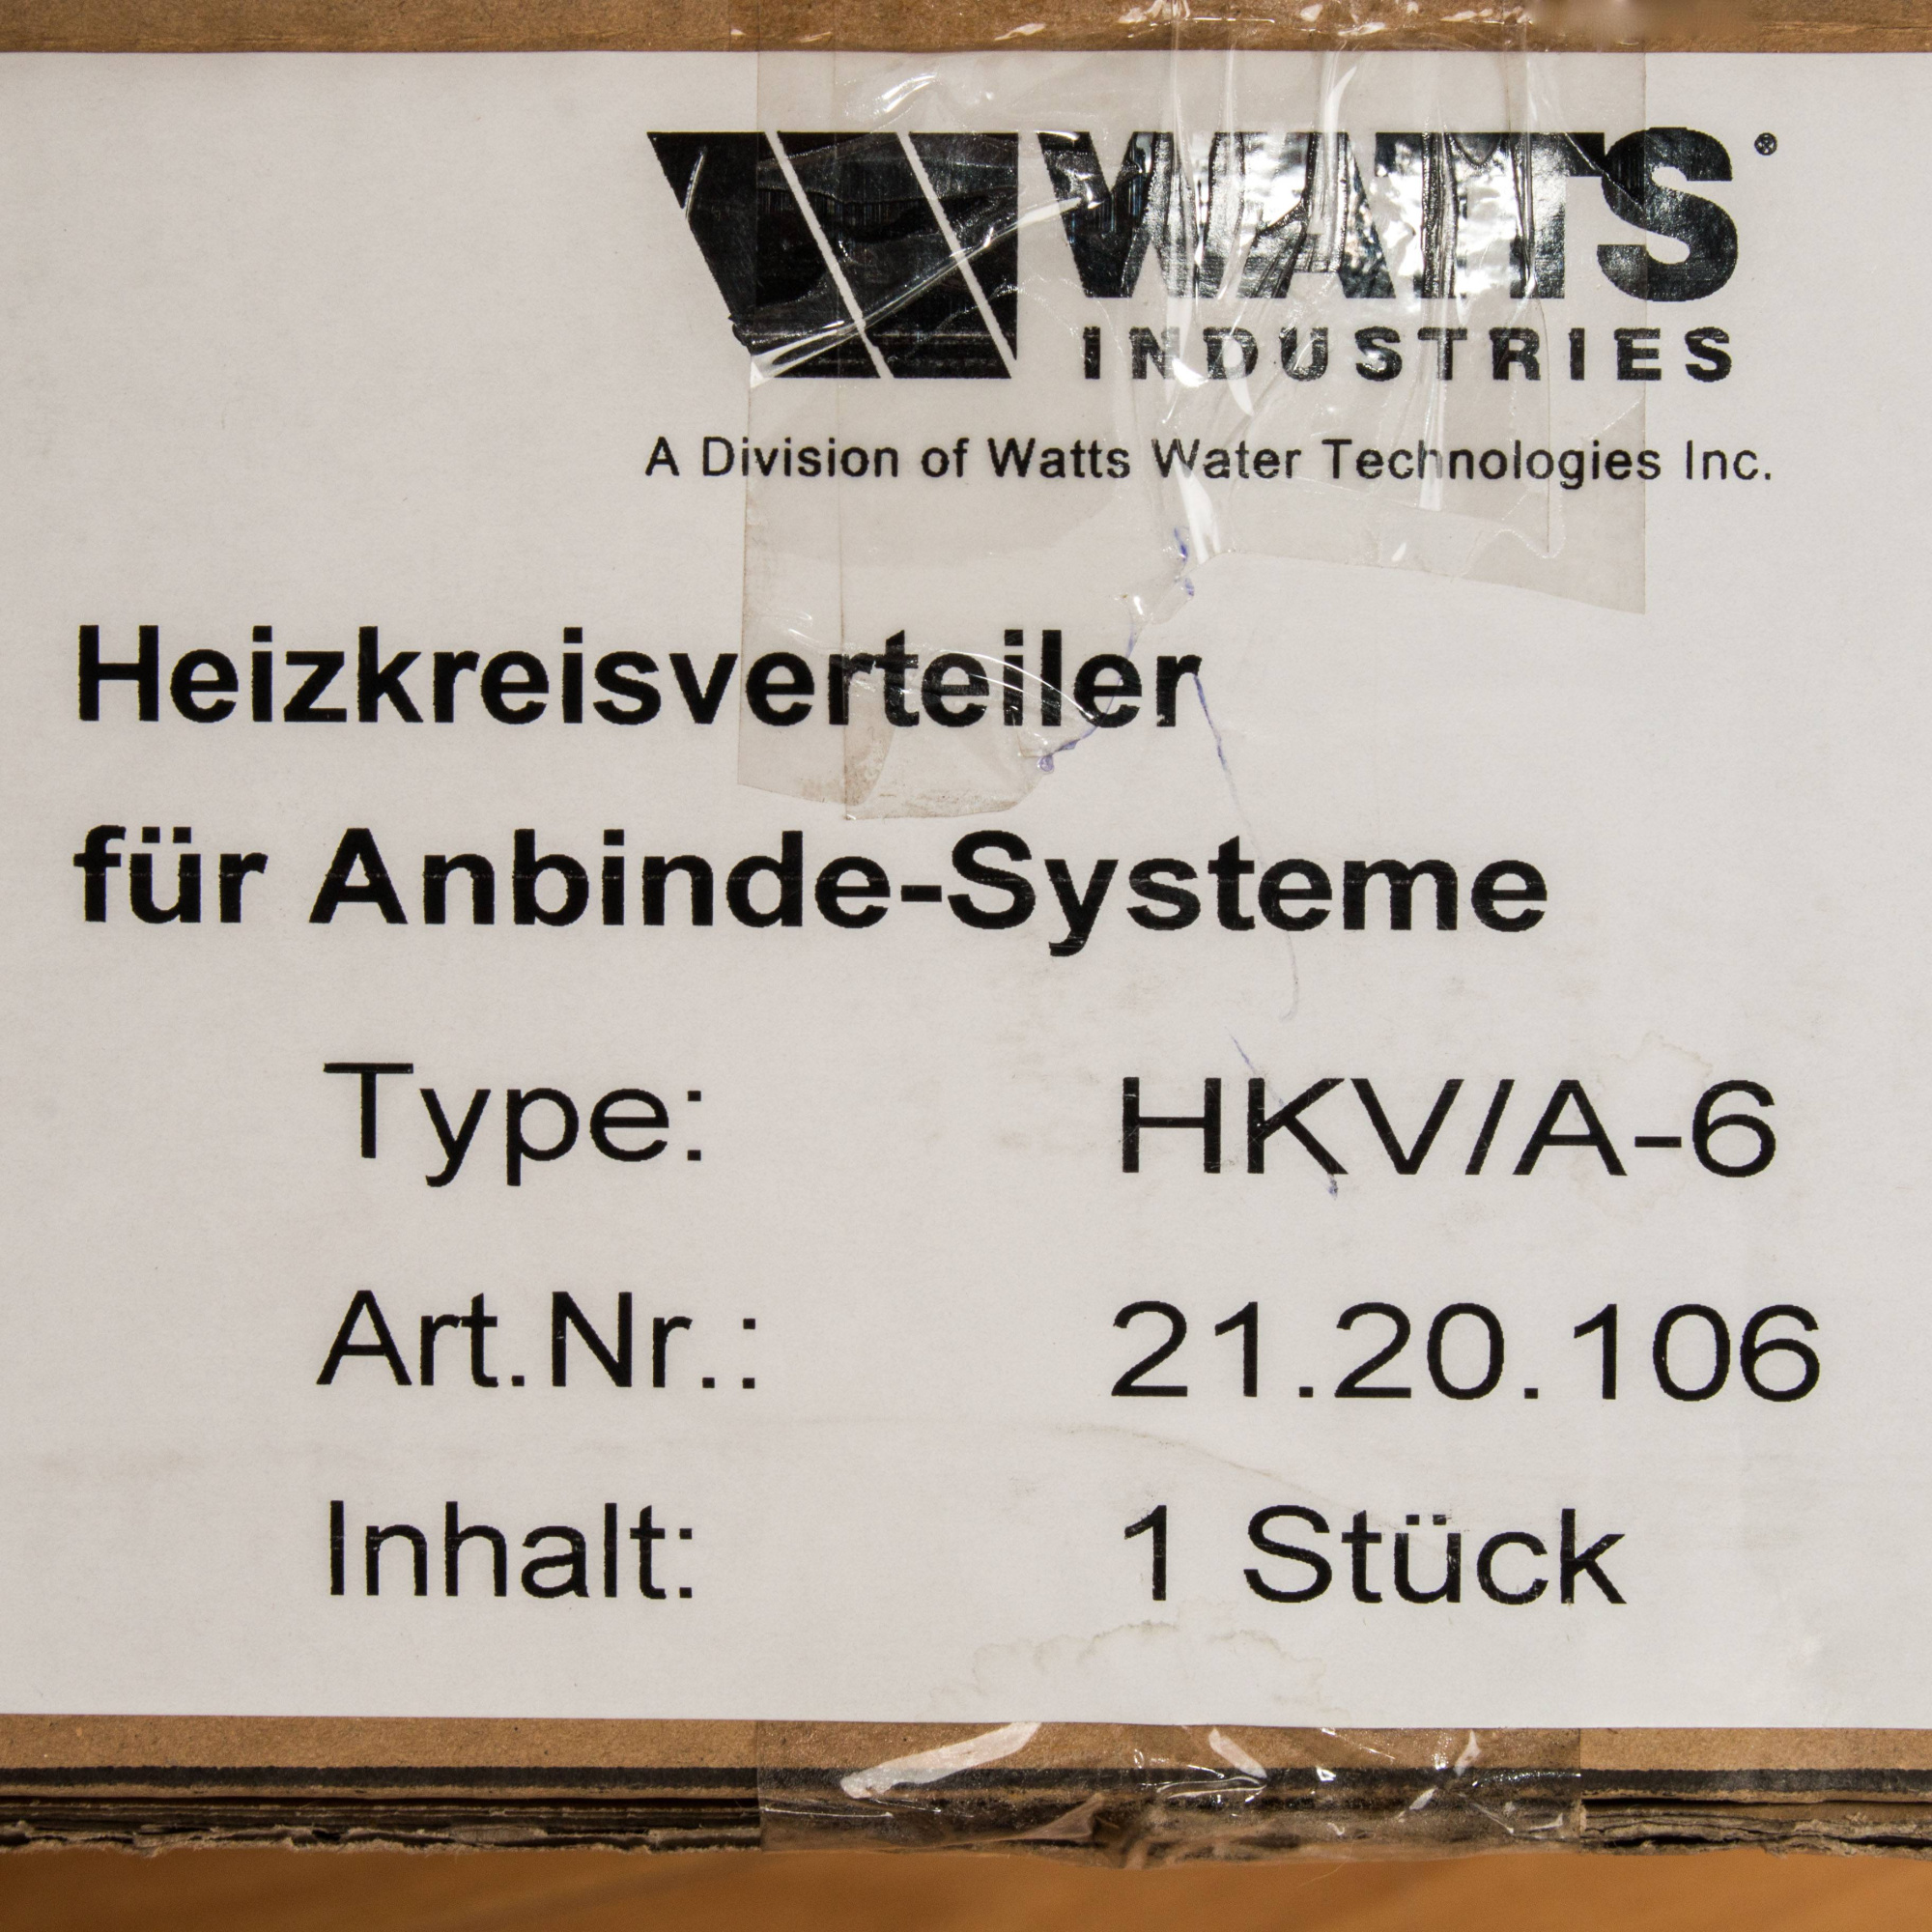 WATTS®
INDUSTRIES
A Division of Watts Water Technologies Inc.
Heizkreisverteiler
für Anbinde-Systeme
Type: HKV/A-6
Art.Nr.: 21.20.106
Inhalt: 1 Stück